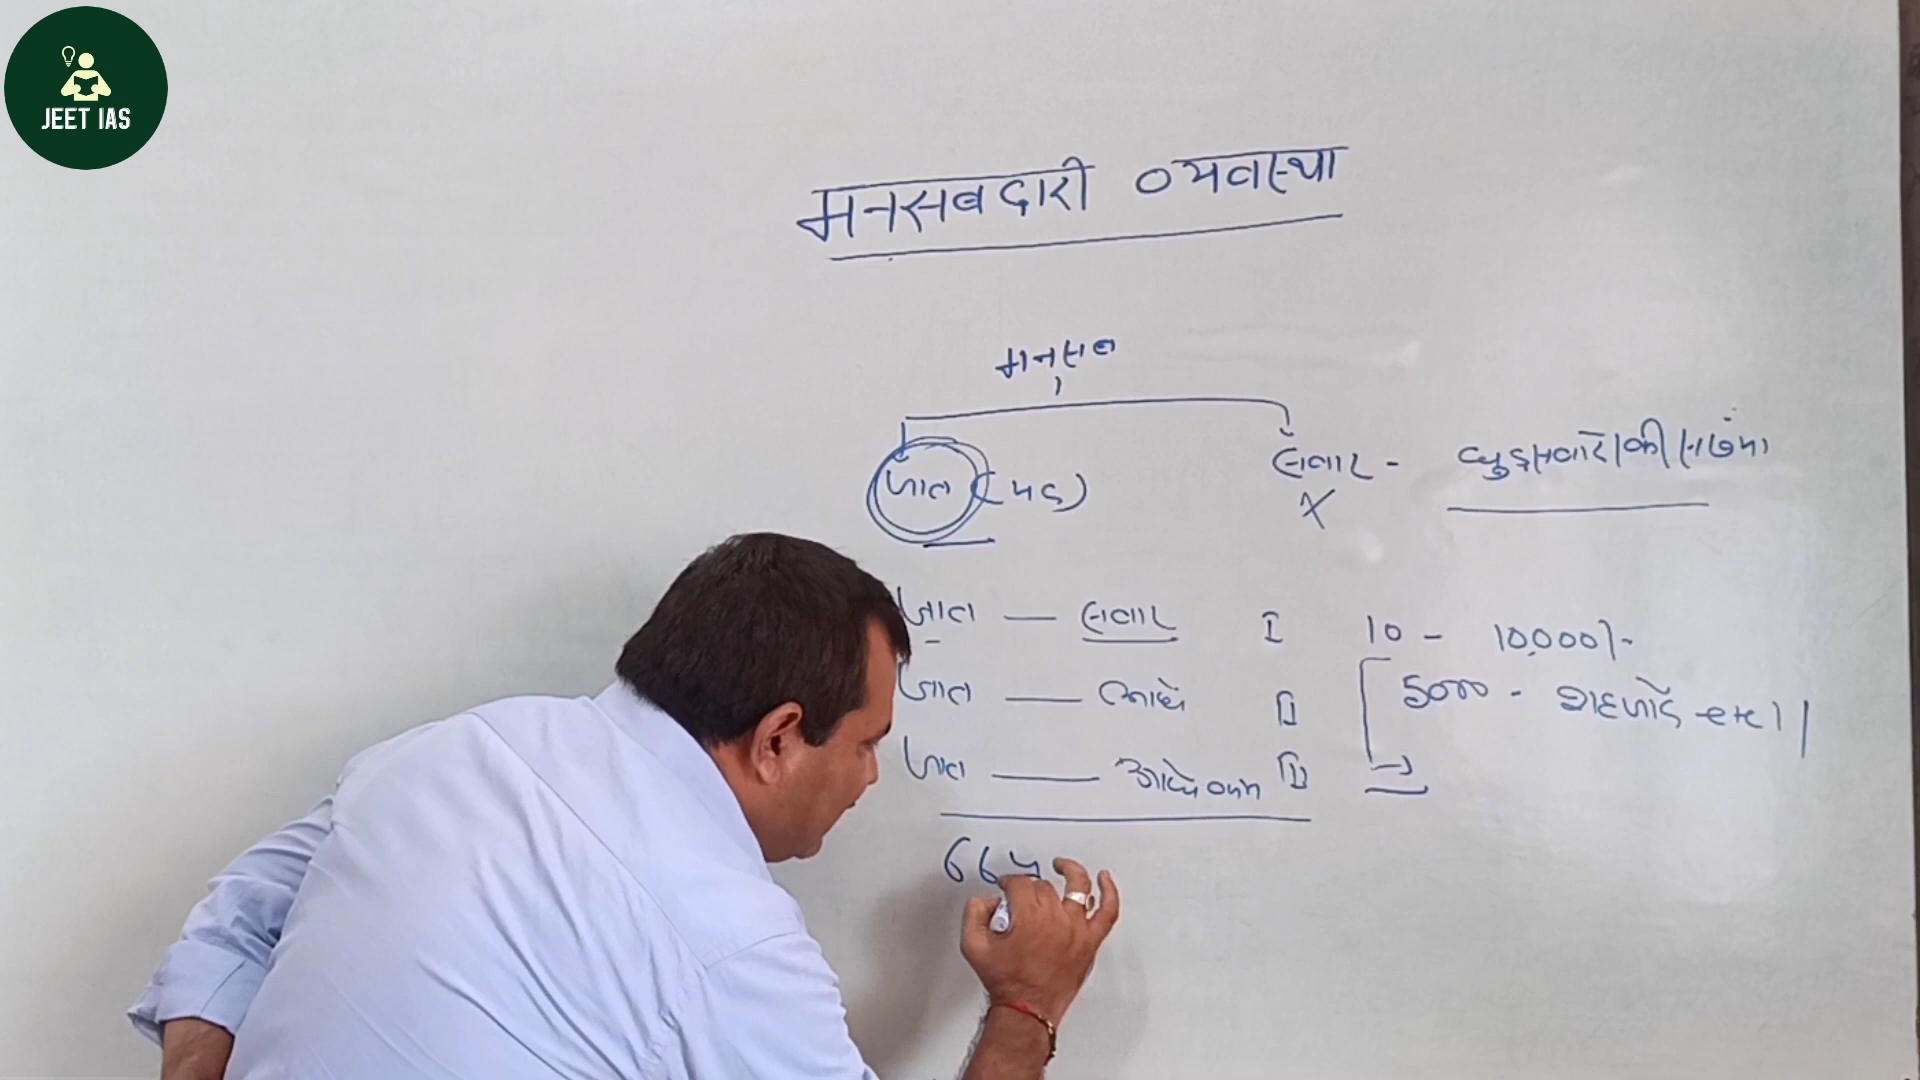 JEET IAS
मनसबदारी व्यवस्था
मनसब
जात (पद) सवार - घुड़सवारों की संख्या
X
जात — सवार I 10 - 10,000/-
जात — आधे II 5000 - शहजादे etc।
जात — आधे से कम III
66